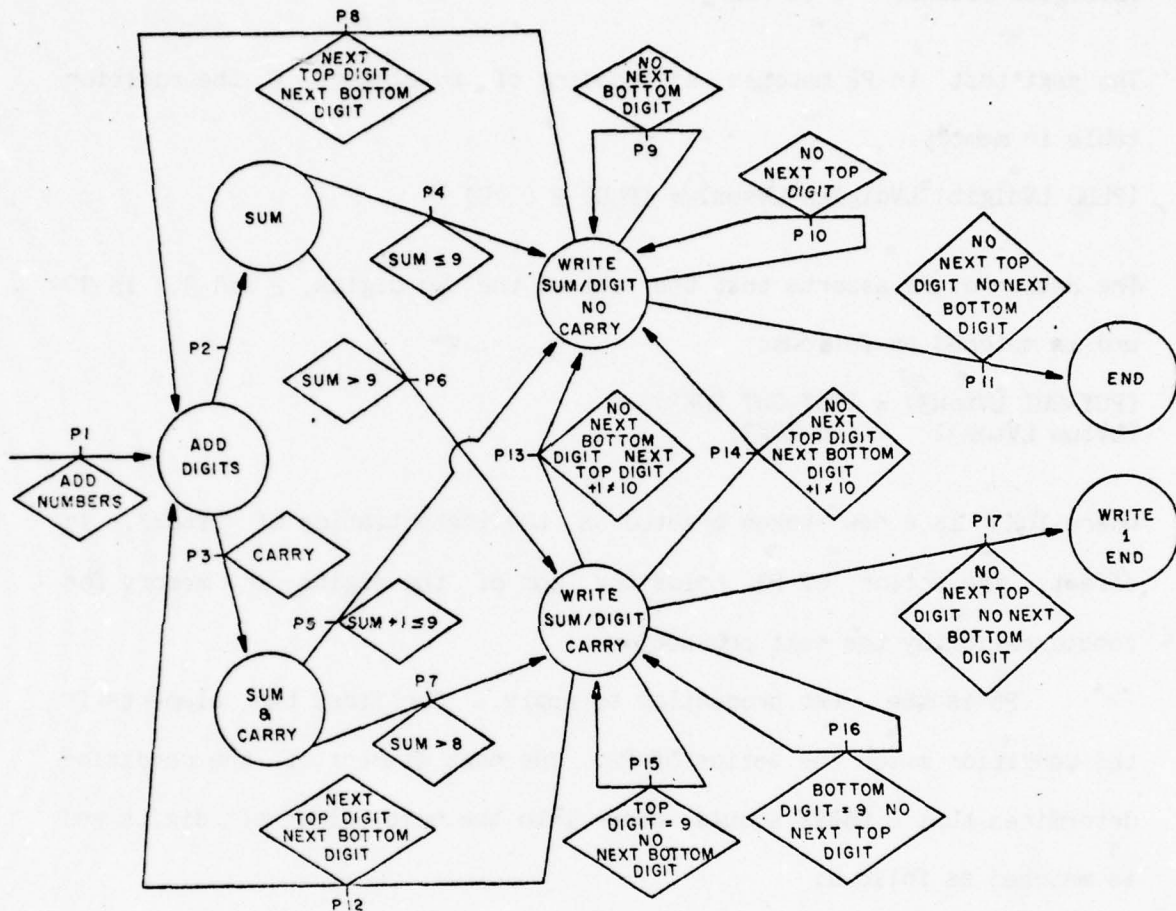 P8
NEXT
TOP DIGIT
NEXT BOTTOM
DIGIT
NO
NEXT
BOTTOM
DIGIT
P9
NO
NEXT TOP
DIGIT
P10
SUM
P4
SUM ≤ 9
WRITE
SUM/DIGIT
NO
CARRY
NO
NEXT TOP
DIGIT NO NEXT
BOTTOM
DIGIT
P11
END
P2
SUM > 9
P6
P1
ADD
NUMBERS
ADD
DIGITS
P13
NO
NEXT
BOTTOM
DIGIT NEXT
TOP DIGIT
+1 ≠ 10
P14
NO
NEXT
TOP DIGIT
NEXT BOTTOM
DIGIT
+1 ≠ 10
P3
CARRY
P5
SUM +1 ≤ 9
WRITE
SUM/DIGIT
CARRY
P17
NO
NEXT TOP
DIGIT NO NEXT
BOTTOM
DIGIT
WRITE
1
END
SUM
&
CARRY
P7
SUM > 8
P15
TOP
DIGIT = 9
NO
NEXT BOTTOM
DIGIT
P16
BOTTOM
DIGIT = 9 NO
NEXT TOP
DIGIT
NEXT
TOP DIGIT
NEXT BOTTOM
DIGIT
P12